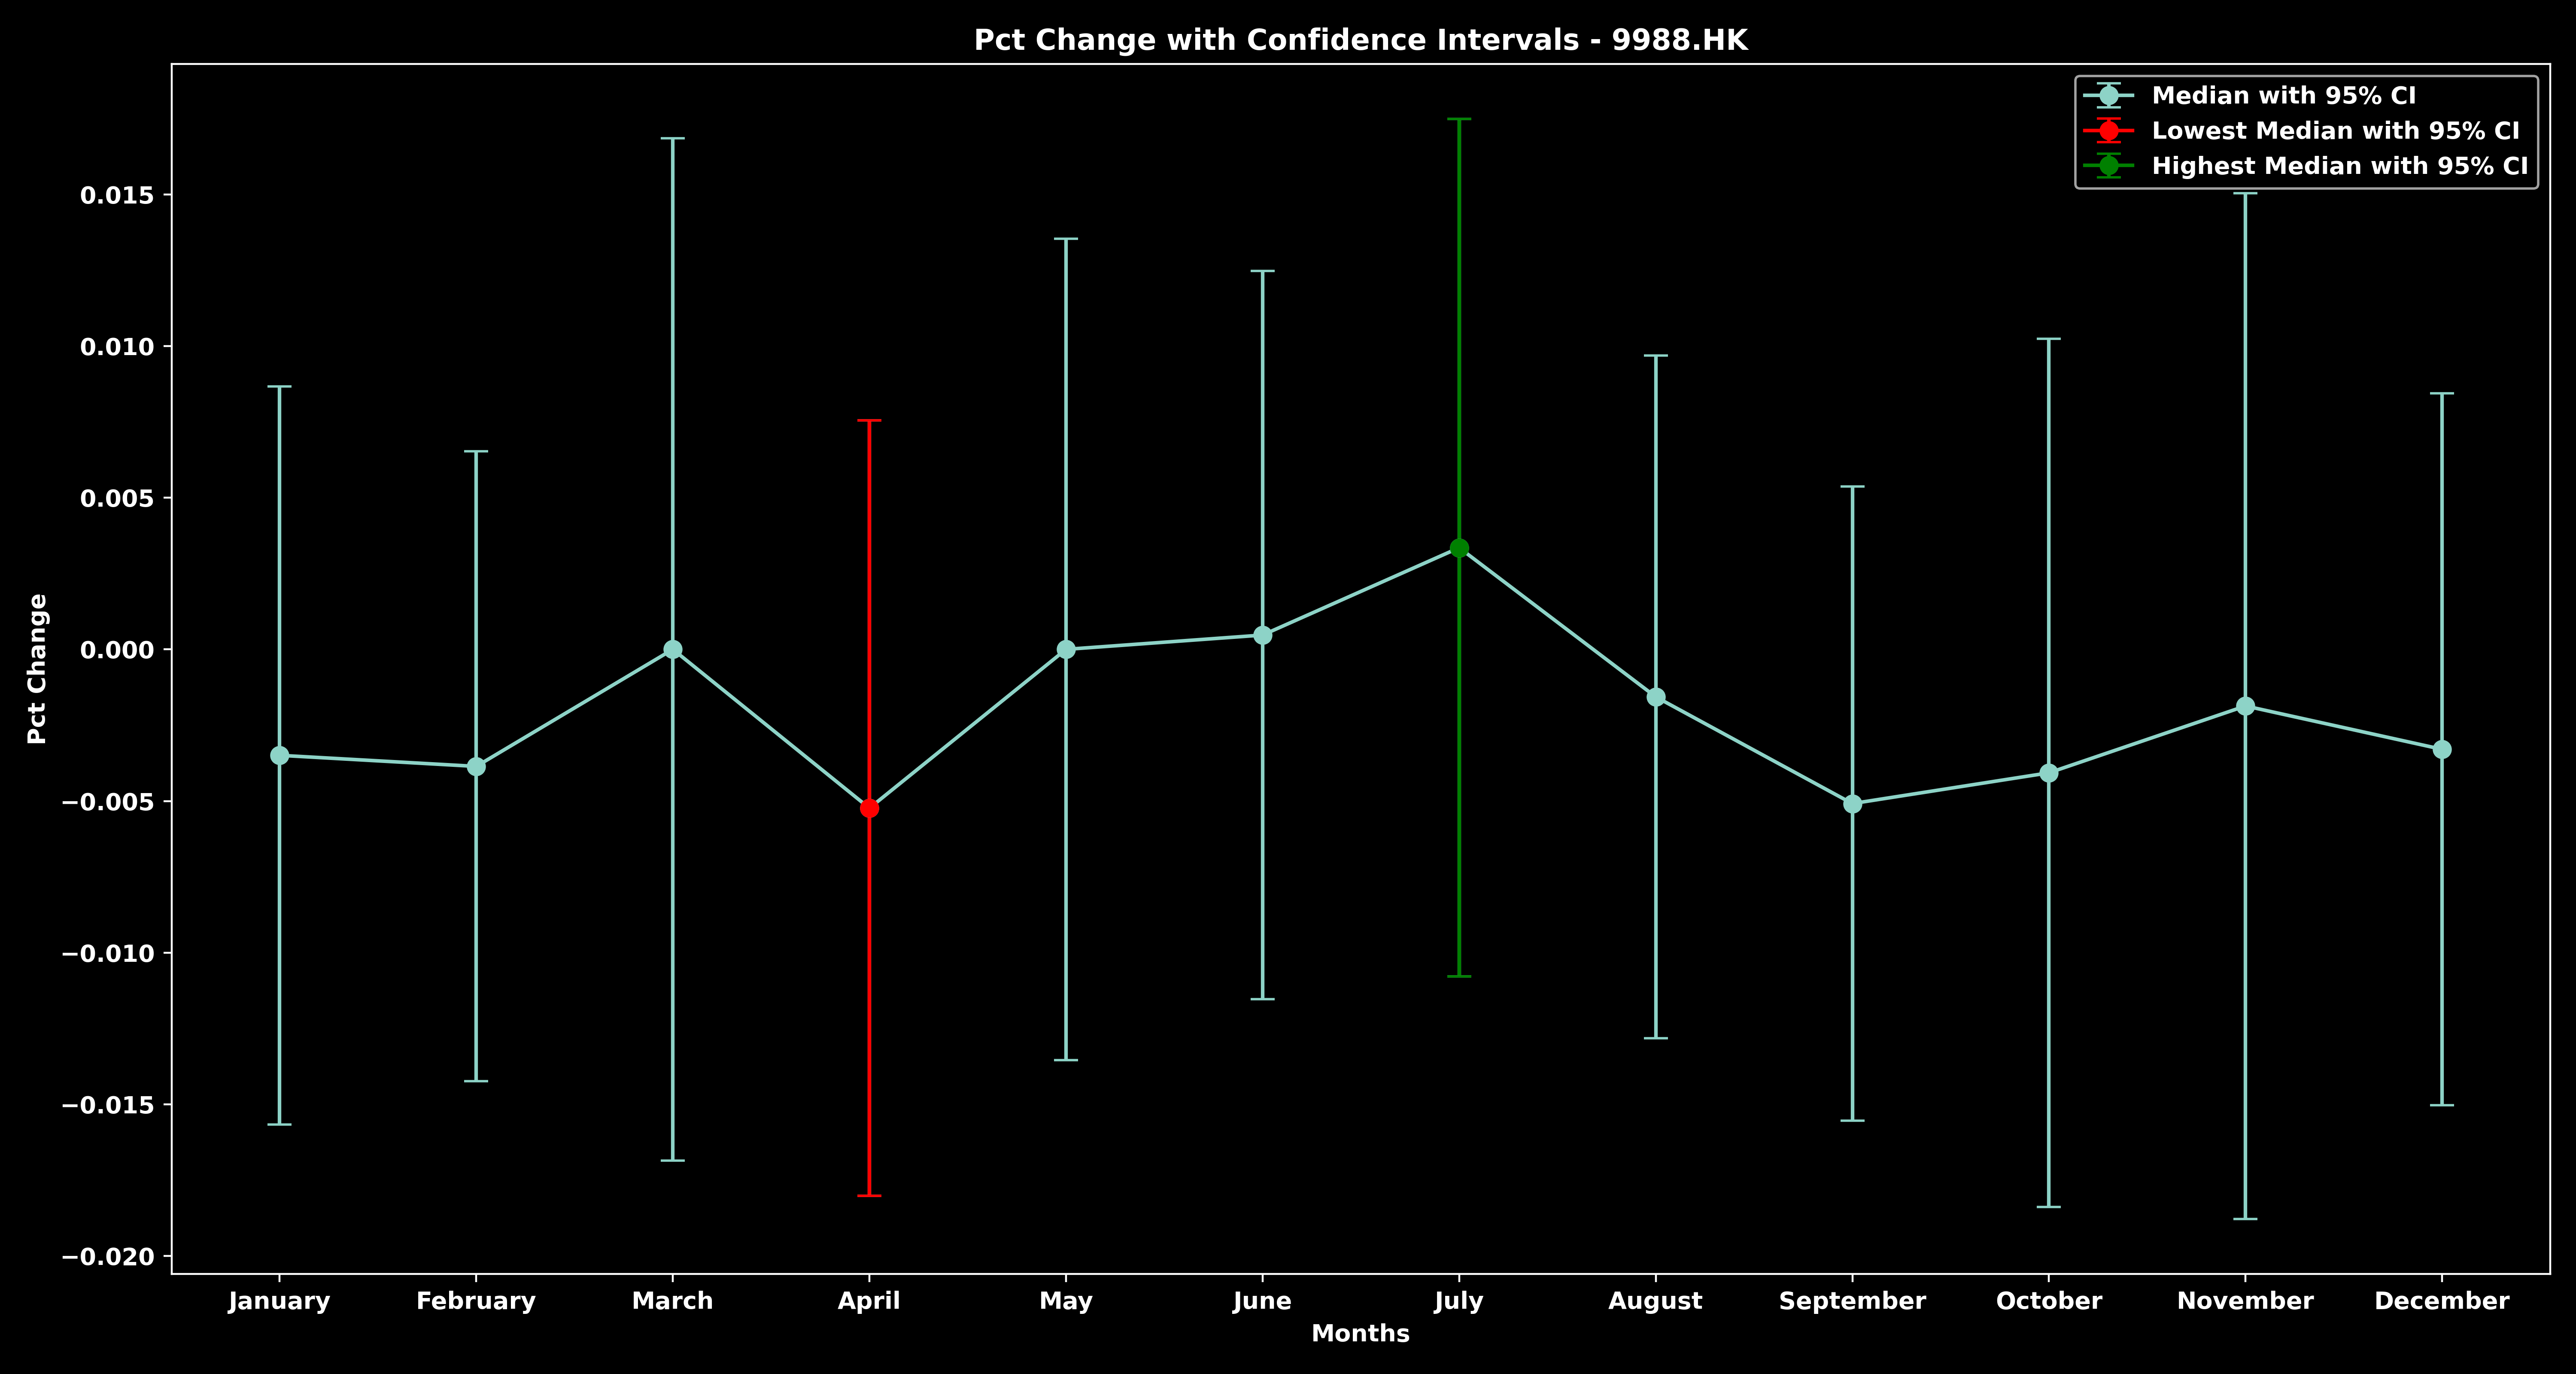 Pct Change with Confidence Intervals - 9988.HK
Median with 95% CI
Lowest Median with 95% CI
Highest Median with 95% CI
0.015
0.010
0.005
0.000
−0.005
−0.010
−0.015
−0.020
Pct Change
January February March April May June July August September October November December
Months